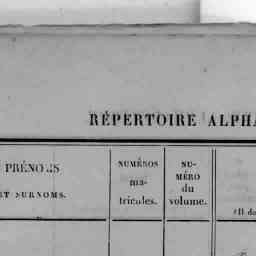 RÉPERTOIRE ALPHA
PRÉNOMS
ET SURNOMS.
NUMÉROS
ma-
tricules.
NU-
MÉRO
du
volume.